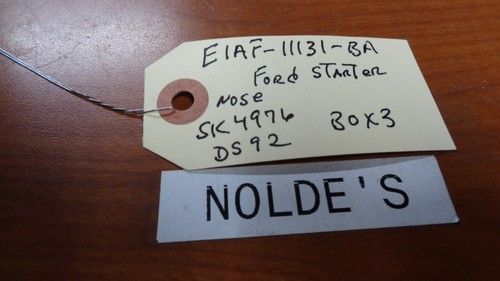 E1AF-11131-BA
Ford STARTER
NOSE
SK4976 BOX3
DS92
NOLDE'S